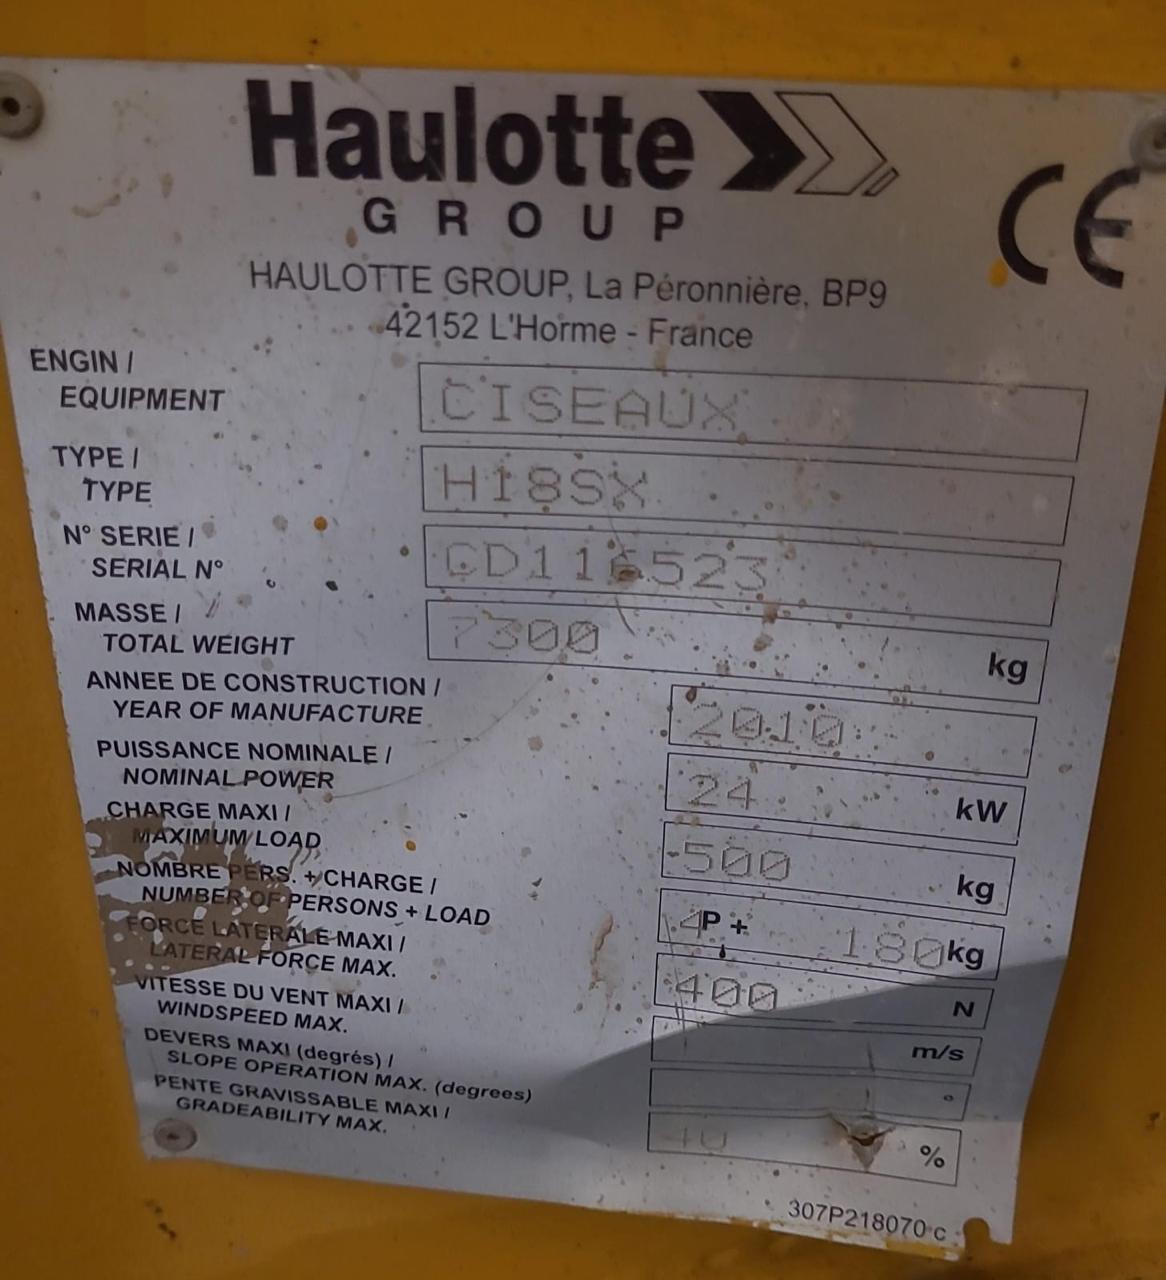 Haulotte
GROUP
CE
HAULOTTE GROUP, La Péronnière, BP9
42152 L'Horme - France
ENGIN /
EQUIPMENT
CISEAUX
TYPE /
TYPE
H18SX
N° SERIE /
SERIAL N°
CD116523
MASSE /
TOTAL WEIGHT
7300 kg
ANNEE DE CONSTRUCTION /
YEAR OF MANUFACTURE
2010
PUISSANCE NOMINALE /
NOMINAL POWER
24 kW
CHARGE MAXI /
MAXIMUM LOAD
500 kg
NOMBRE PERS. + CHARGE /
NUMBER OF PERSONS + LOAD
4P + 180kg
FORCE LATERALE MAXI /
LATERAL FORCE MAX.
400 N
VITESSE DU VENT MAXI /
WINDSPEED MAX.
m/s
DEVERS MAXI (degrés) /
SLOPE OPERATION MAX. (degrees)
°
PENTE GRAVISSABLE MAXI /
GRADEABILITY MAX.
40 %
307P218070 c